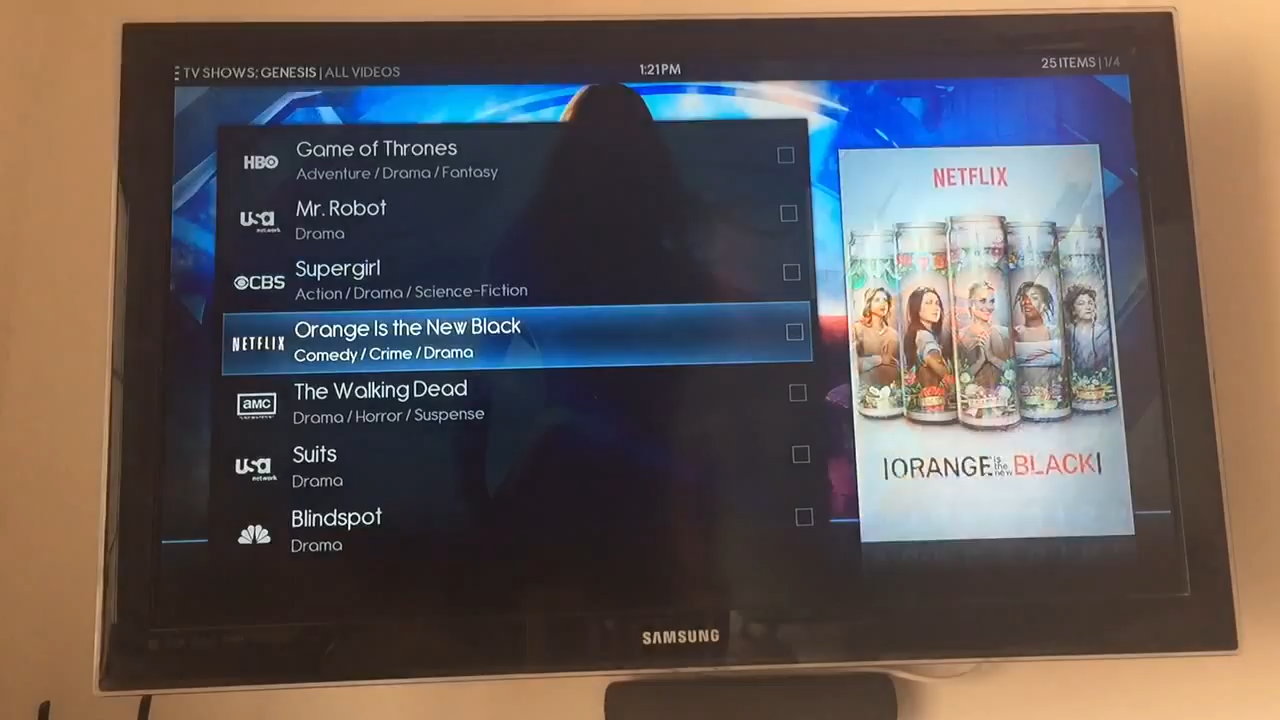 TV SHOWS: GENESIS | ALL VIDEOS
1:21PM
25 ITEMS | 1/4
HBO
Game of Thrones
Adventure / Drama / Fantasy
usa
network
Mr. Robot
Drama
CBS
Supergirl
Action / Drama / Science-Fiction
NETFLIX
Orange Is the New Black
Comedy / Crime / Drama
aMC
The Walking Dead
Drama / Horror / Suspense
usa
network
Suits
Drama
Blindspot
Drama
NETFLIX
|ORANGE is the new BLACK|
SAMSUNG